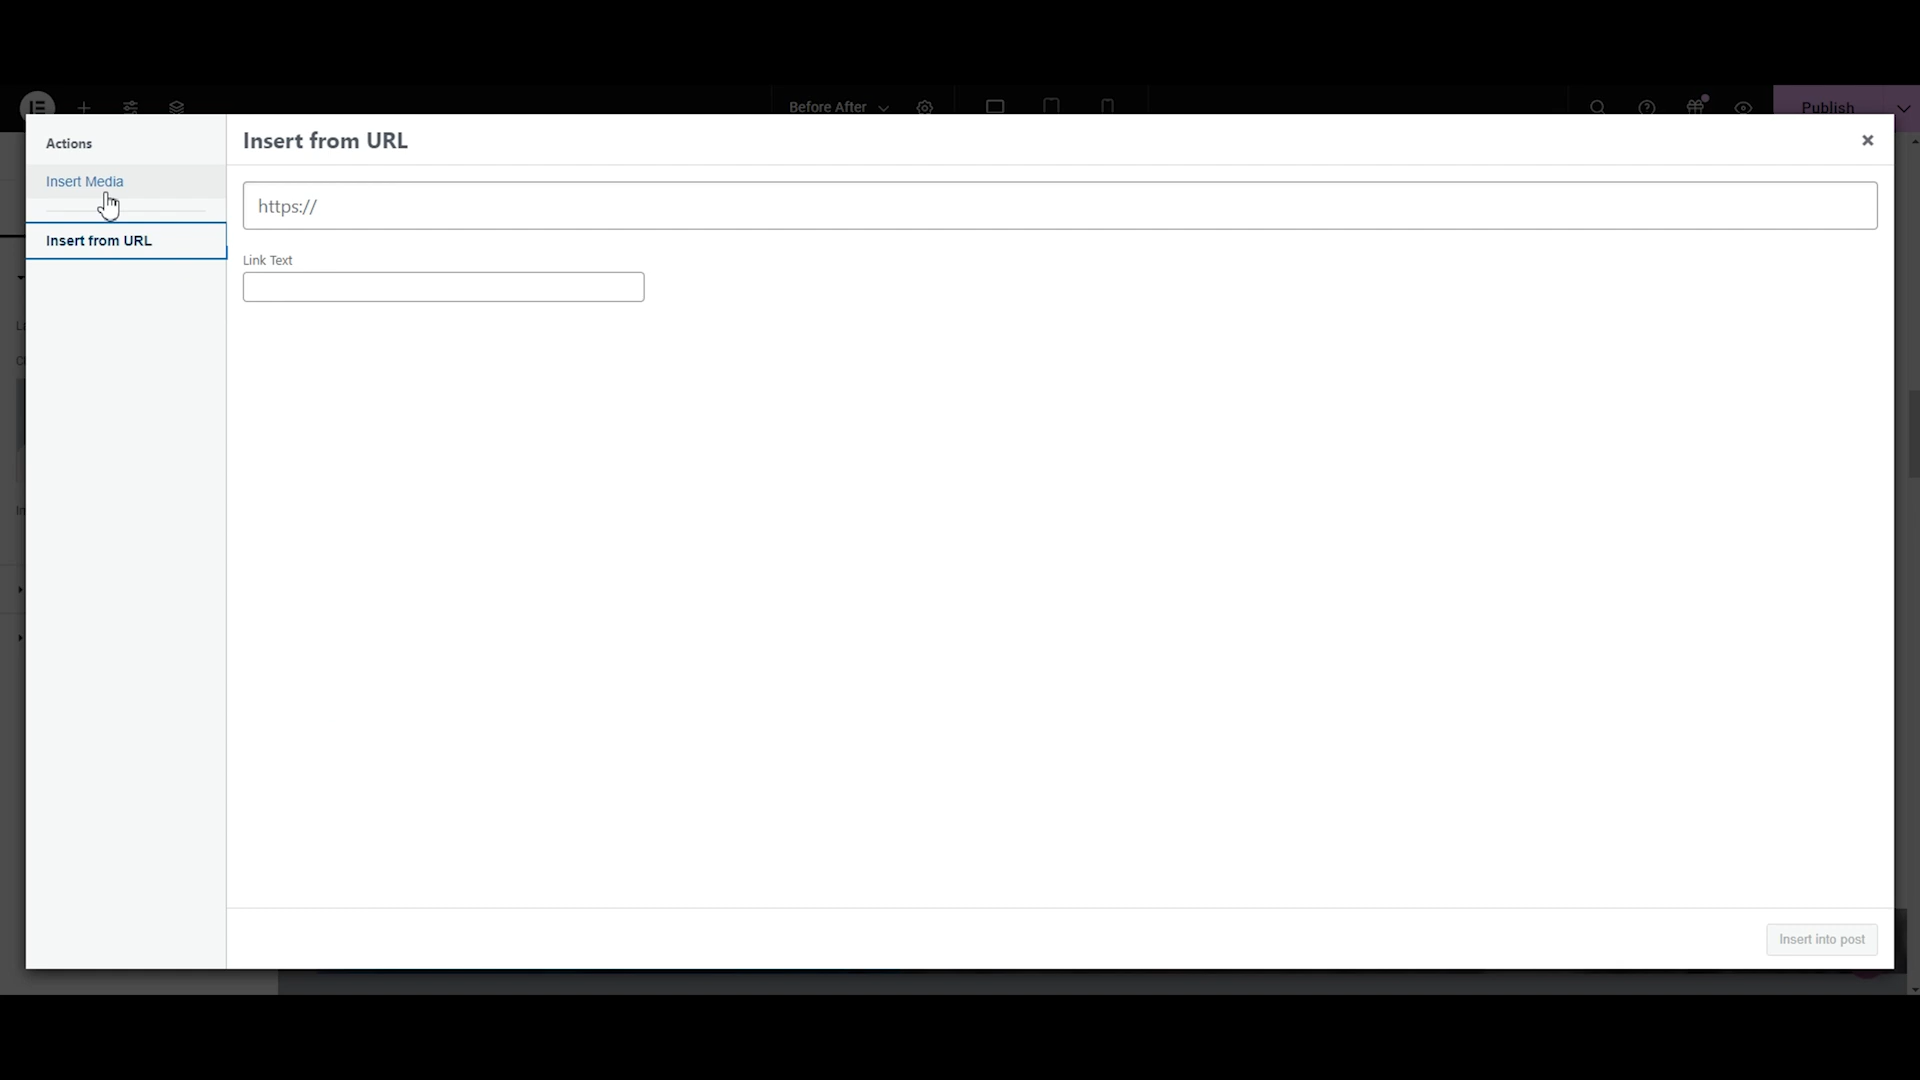 Before After
Publish
Actions
Insert from URL
Insert Media
https://
Insert from URL
Link Text
Insert into post